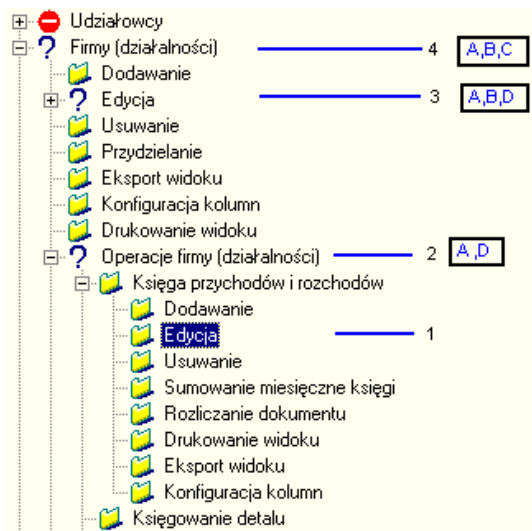 Udziałowcy
Firmy (działalności) 4 A,B,C
Dodawanie
Edycja 3 A,B,D
Usuwanie
Przydzielanie
Eksport widoku
Konfiguracja kolumn
Drukowanie widoku
Operacje firmy (działalności) 2 A ,D
Księga przychodów i rozchodów
Dodawanie
Edycja 1
Usuwanie
Sumowanie miesięczne księgi
Rozliczanie dokumentu
Drukowanie widoku
Eksport widoku
Konfiguracja kolumn
Księgowanie detalu